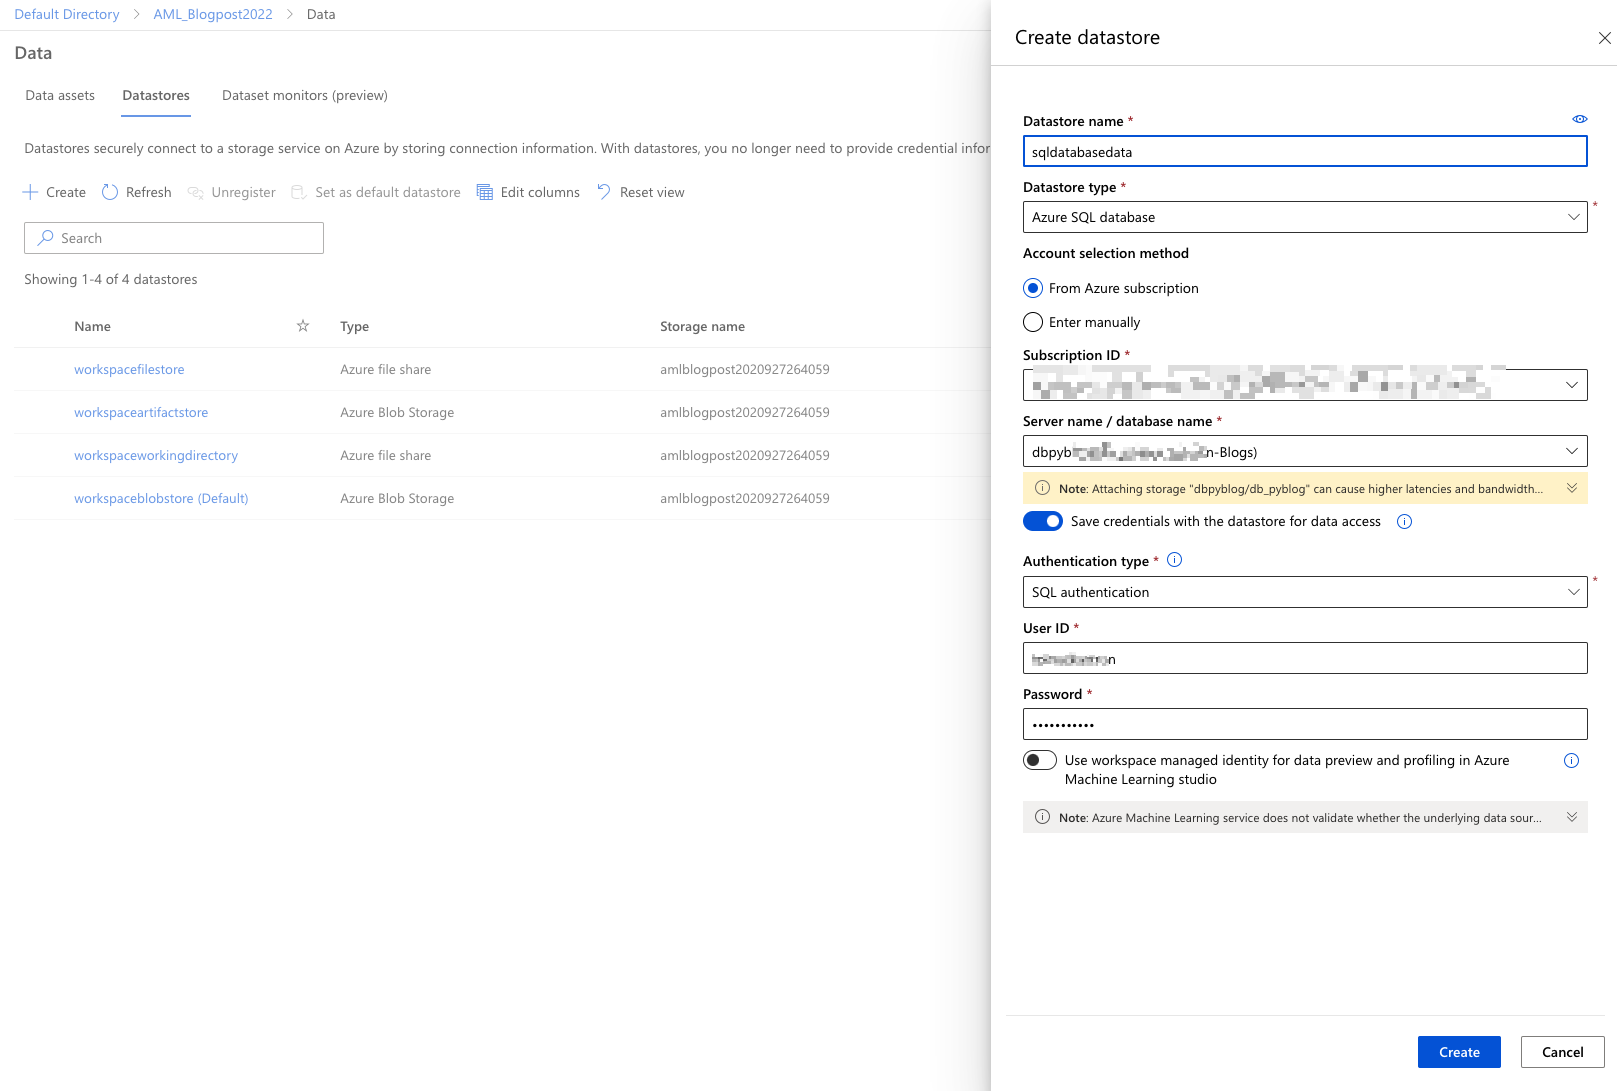 Default Directory > AML_Blogpost2022 > Data
Data
Data assets Datastores Dataset monitors (preview)
Datastores securely connect to a storage service on Azure by storing connection information. With datastores, you no longer need to provide credential infor
Create Refresh Unregister Set as default datastore Edit columns Reset view
Search
Showing 1-4 of 4 datastores
Name Type Storage name
workspacefilestore Azure file share amlblogpost2020927264059
workspaceartifactstore Azure Blob Storage amlblogpost2020927264059
workspaceworkingdirectory Azure file share amlblogpost2020927264059
workspaceblobstore (Default) Azure Blob Storage amlblogpost2020927264059
Create datastore
Datastore name *
sqldatabasedata
Datastore type *
Azure SQL database *
Account selection method
From Azure subscription
Enter manually
Subscription ID *
Server name / database name *
dbpyb n-Blogs)
Note: Attaching storage "dbpyblog/db_pyblog" can cause higher latencies and bandwidth...
Save credentials with the datastore for data access
Authentication type *
SQL authentication *
User ID *
Password *
•••••••••••
Use workspace managed identity for data preview and profiling in Azure
Machine Learning studio
Note: Azure Machine Learning service does not validate whether the underlying data sour...
Create Cancel